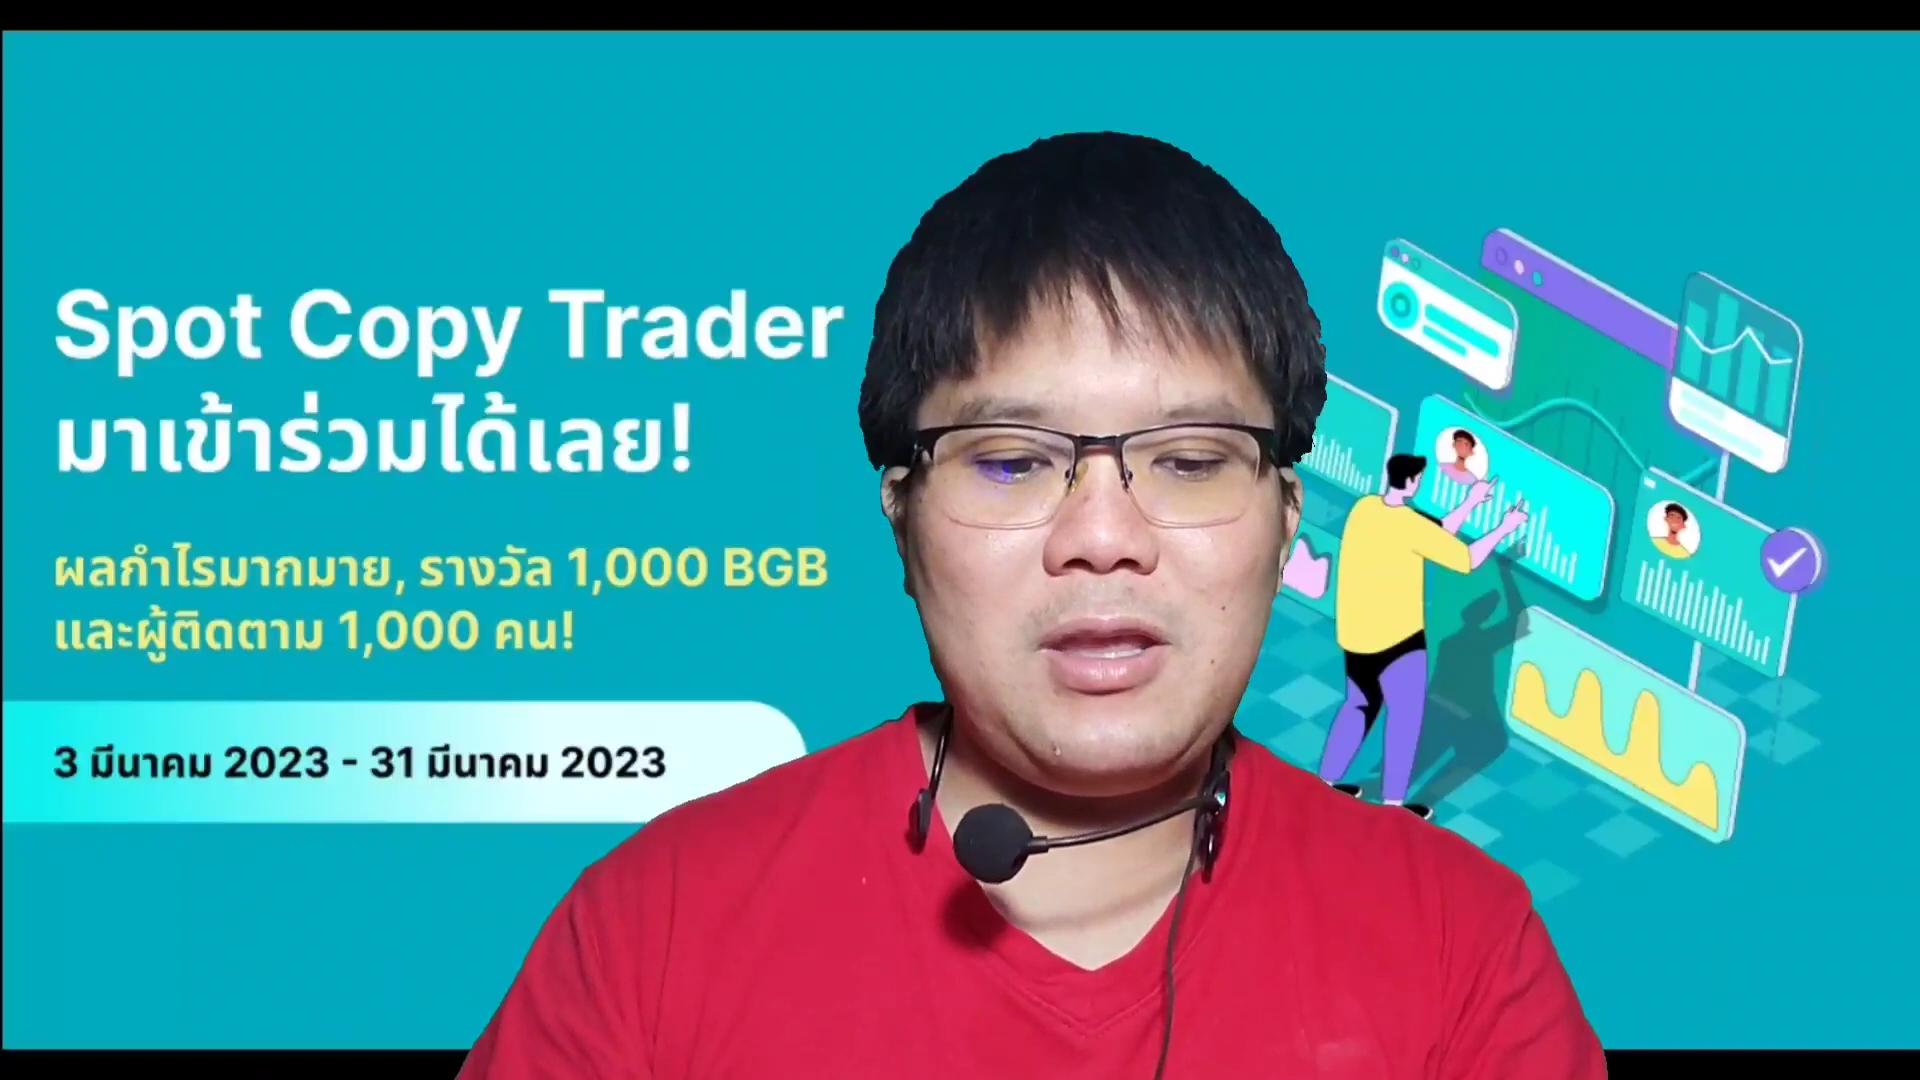 Spot Copy Trader
มาเข้าร่วมได้เลย!
ผลกำไรมากมาย, รางวัล 1,000 BGB
และผู้ติดตาม 1,000 คน!
3 มีนาคม 2023 - 31 มีนาคม 2023